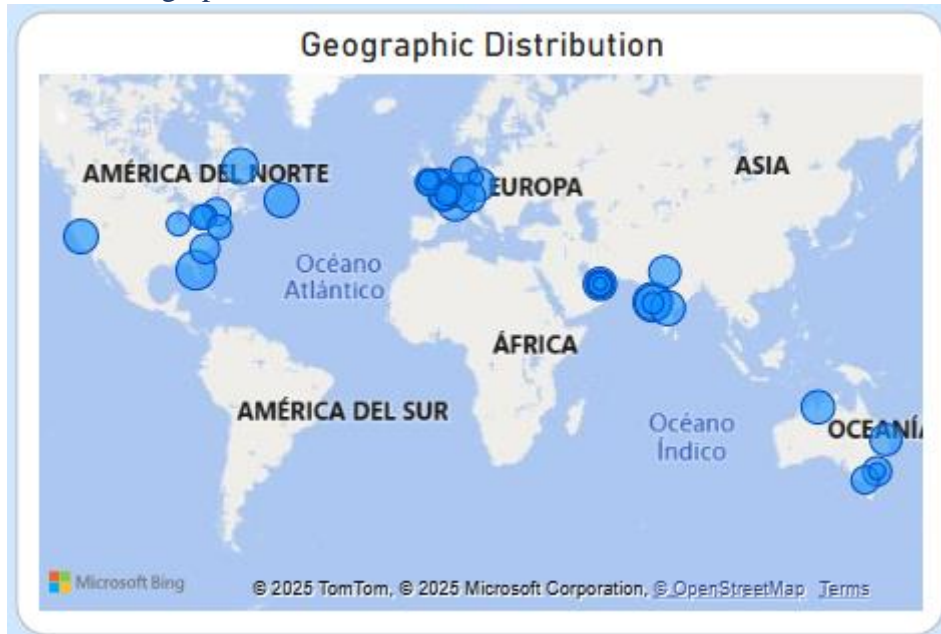 Geographic Distribution
AMÉRICA DEL NORTE
EUROPA
ASIA
Océano
Atlántico
ÁFRICA
AMÉRICA DEL SUR
Océano
Índico
OCEANÍA
Microsoft Bing
© 2025 TomTom, © 2025 Microsoft Corporation, © OpenStreetMap Terms